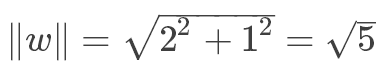 ‖w‖ = √(2² + 1²) = √5